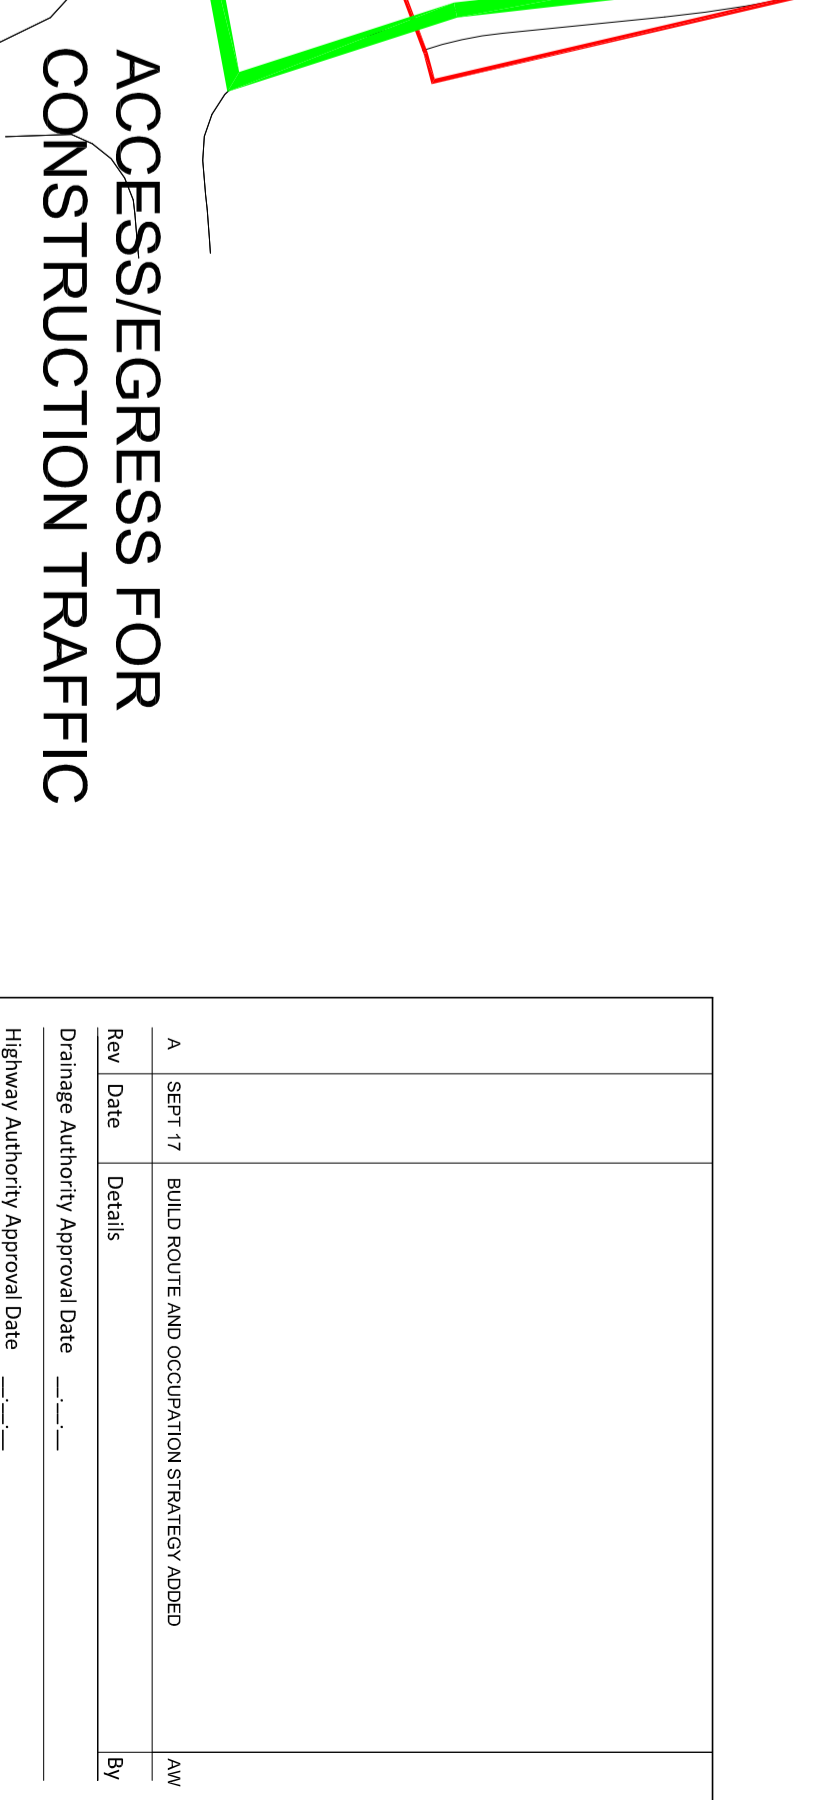 ACCESS/EGRESS FOR
CONSTRUCTION TRAFFIC
A SEPT 17 BUILD ROUTE AND OCCUPATION STRATEGY ADDED AW
Rev Date Details By
Drainage Authority Approval Date __.__.__
Highway Authority Approval Date __.__.__